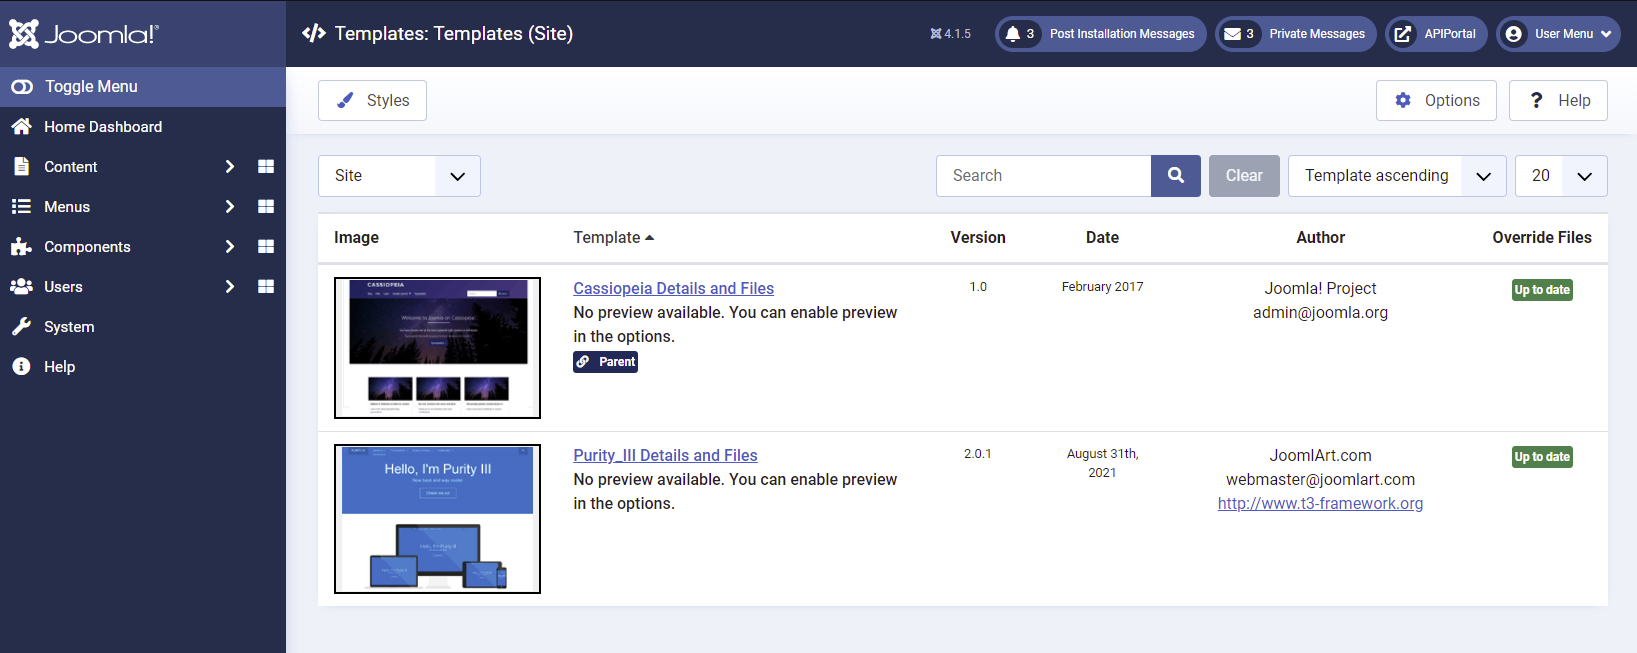 Joomla!®
Templates: Templates (Site)
4.1.5
3 Post Installation Messages
3 Private Messages
APIPortal
User Menu
Toggle Menu
Home Dashboard
Content
Menus
Components
Users
System
Help
Styles
Options
? Help
Site
Search
Clear
Template ascending
20
Image
Template
Version
Date
Author
Override Files
CASSIOPEIA
Welcome to Joomla on Cassiopeia!
Cassiopeia Details and Files
No preview available. You can enable preview
in the options.
Parent
1.0
February 2017
Joomla! Project
admin@joomla.org
Up to date
Hello, I'm Purity III
Purity_III Details and Files
No preview available. You can enable preview
in the options.
2.0.1
August 31th,
2021
JoomlArt.com
webmaster@joomlart.com
http://www.t3-framework.org
Up to date